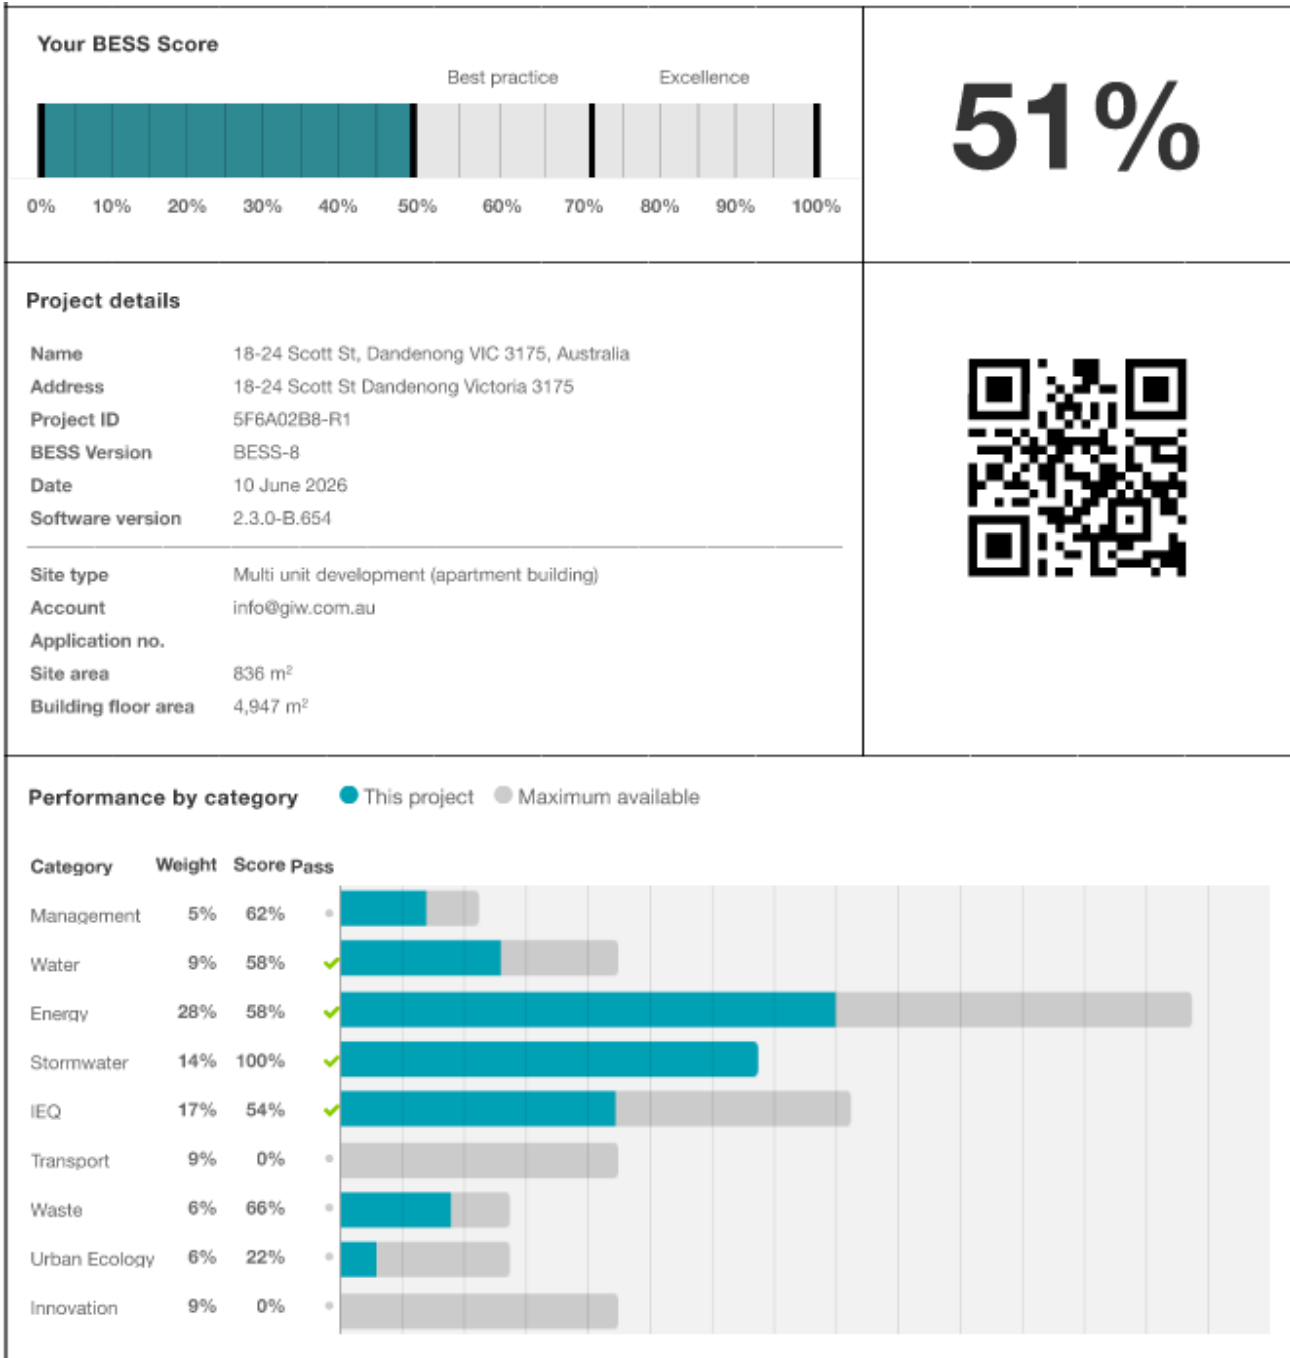 Your BESS Score
Best practice Excellence
51%
0% 10% 20% 30% 40% 50% 60% 70% 80% 90% 100%
Project details
Name 18-24 Scott St, Dandenong VIC 3175, Australia
Address 18-24 Scott St Dandenong Victoria 3175
Project ID 5F6A02B8-R1
BESS Version BESS-8
Date 10 June 2026
Software version 2.3.0-B.654
Site type Multi unit development (apartment building)
Account info@giw.com.au
Application no.
Site area 836 m²
Building floor area 4,947 m²
Performance by category This project Maximum available
Category Weight Score Pass
Management 5% 62%
Water 9% 58%
Energy 28% 58%
Stormwater 14% 100%
IEQ 17% 54%
Transport 9% 0%
Waste 6% 66%
Urban Ecology 6% 22%
Innovation 9% 0%